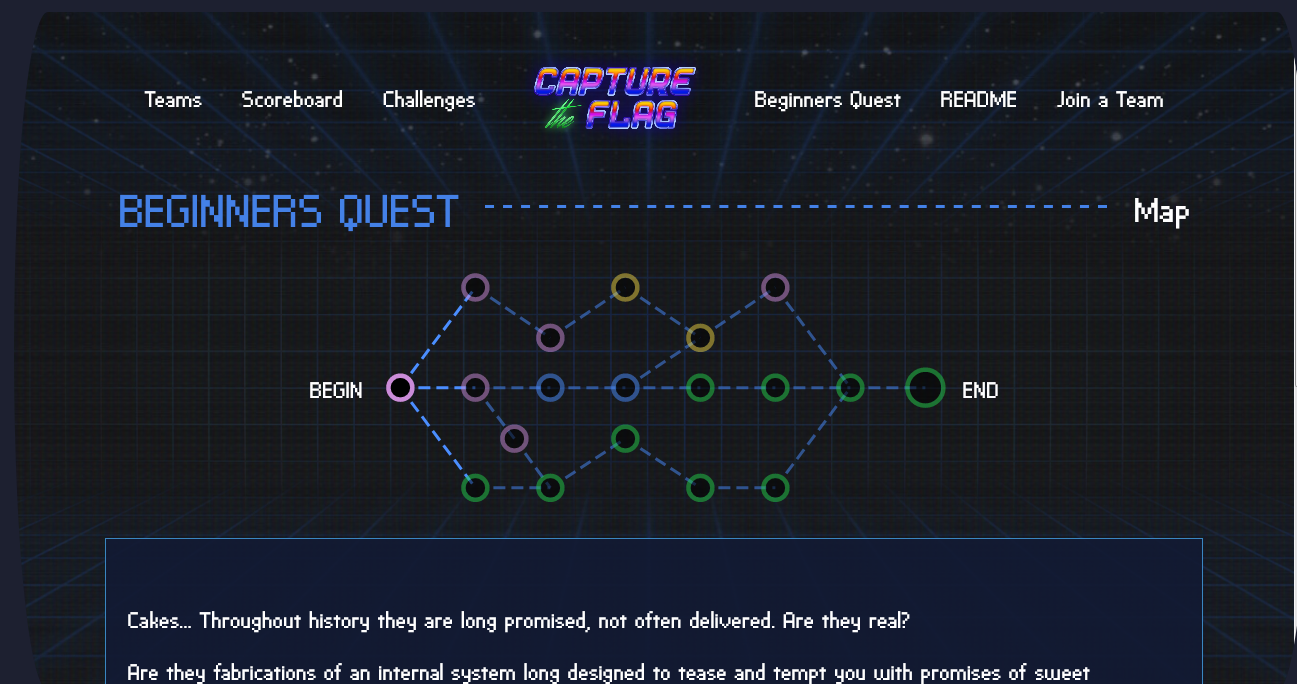 Teams Scoreboard Challenges CAPTURE the FLAG Beginners Quest README Join a Team
BEGINNERS QUEST Map
BEGIN END
Cakes... Throughout history they are long promised, not often delivered. Are they real?
Are they fabrications of an internal system long designed to tease and tempt you with promises of sweet